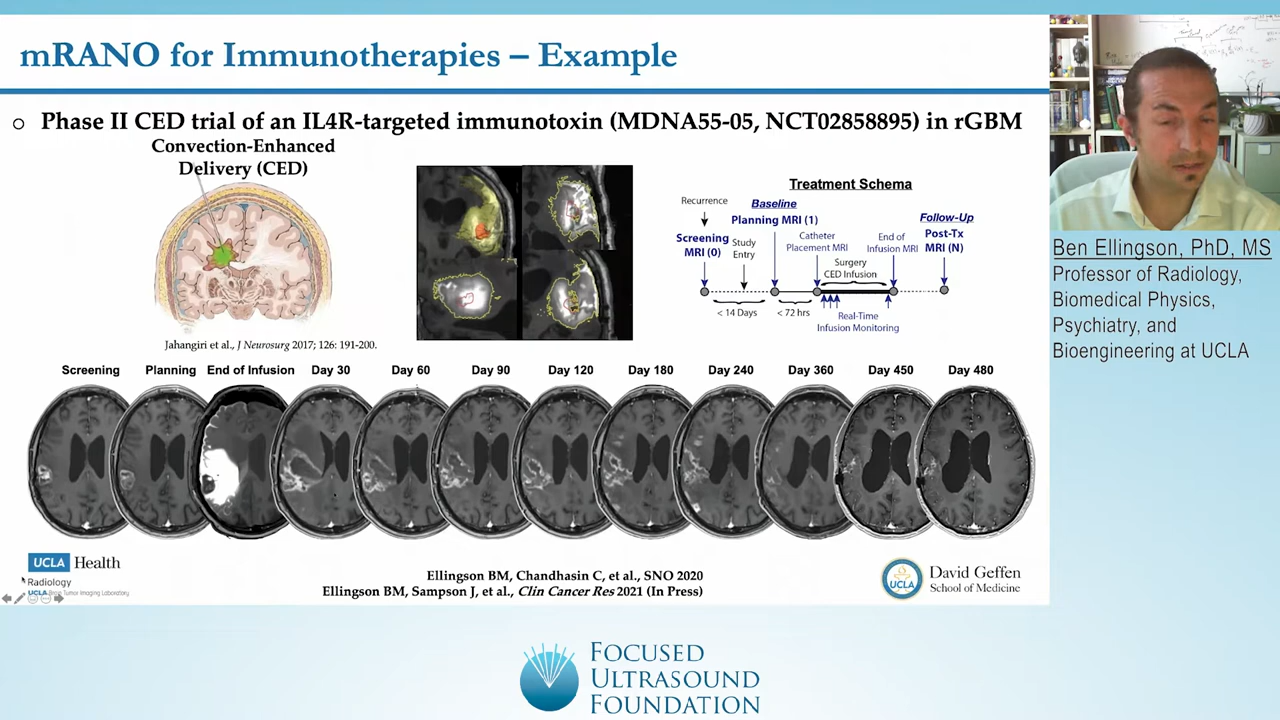 mRANO for Immunotherapies – Example
○ Phase II CED trial of an IL4R-targeted immunotoxin (MDNA55-05, NCT02858895) in rGBM
Convection-Enhanced
Delivery (CED)
Jahangiri et al., J Neurosurg 2017; 126: 191-200.
Treatment Schema
Recurrence
Baseline
Planning MRI (1)
Follow-Up
Screening
MRI (0)
Study
Entry
Catheter
Placement MRI
End of
Infusion MRI
Post-Tx
MRI (N)
Surgery
CED Infusion
< 14 Days
< 72 hrs
Real-Time
Infusion Monitoring
Screening Planning End of Infusion Day 30 Day 60 Day 90 Day 120 Day 180 Day 240 Day 360 Day 450 Day 480
UCLA Health
Radiology
UCLA Brain Tumor Imaging Laboratory
Ellingson BM, Chandhasin C, et al., SNO 2020
Ellingson BM, Sampson J, et al., Clin Cancer Res 2021 (In Press)
UCLA
David Geffen
School of Medicine
Ben Ellingson, PhD, MS
Professor of Radiology,
Biomedical Physics,
Psychiatry, and
Bioengineering at UCLA
FOCUSED
ULTRASOUND
FOUNDATION